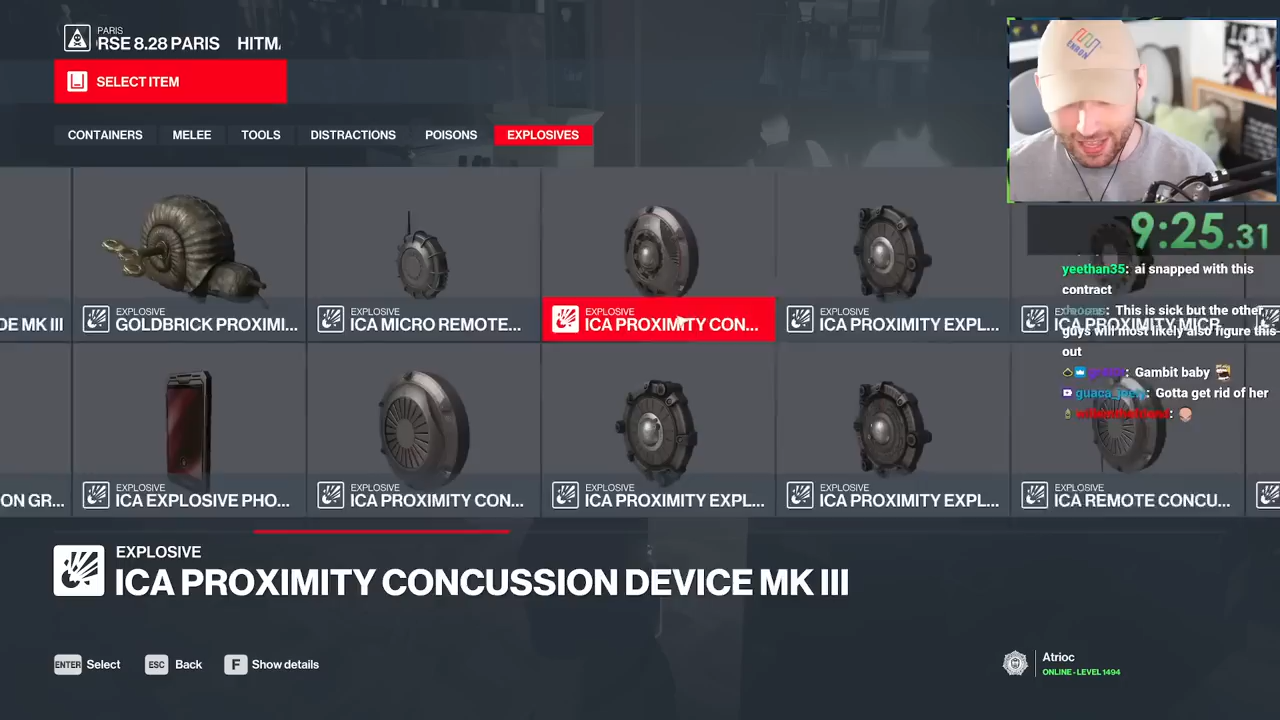 PARIS
RSE 8.28 PARIS HITMA
SELECT ITEM
CONTAINERS MELEE TOOLS DISTRACTIONS POISONS EXPLOSIVES
9:25.31
yeethan35: ai snapped with this
contract
This is sick but the other
guys will most likely also figure this
out
Gambit baby
guaca_joely: Gotta get rid of her
EXPLOSIVE
DE MK III
GOLDBRICK PROXIMI...
EXPLOSIVE
ICA MICRO REMOTE...
EXPLOSIVE
ICA PROXIMITY CON...
EXPLOSIVE
ICA PROXIMITY EXPL...
EXPLOSIVE
ICA PROXIMITY MICR...
ON GR...
EXPLOSIVE
ICA EXPLOSIVE PHO...
EXPLOSIVE
ICA PROXIMITY CON...
EXPLOSIVE
ICA PROXIMITY EXPL...
EXPLOSIVE
ICA PROXIMITY EXPL...
EXPLOSIVE
ICA REMOTE CONCU...
EXPLOSIVE
ICA PROXIMITY CONCUSSION DEVICE MK III
ENTER Select ESC Back F Show details
Atrioc
ONLINE - LEVEL 1494